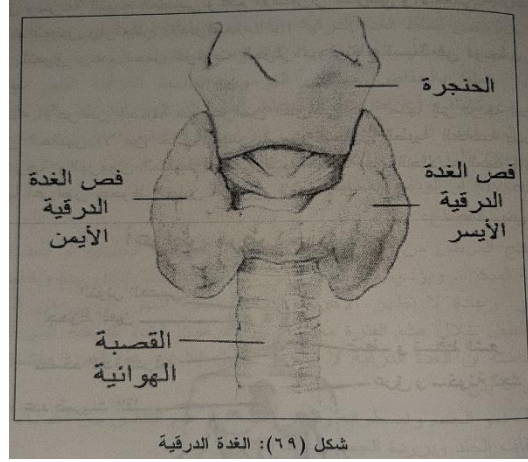 الحنجرة
فص الغدة
الدرقية
الأيسر
فص الغدة
الدرقية
الأيمن
القصبة
الهوائية
شكل (٦٩): الغدة الدرقية